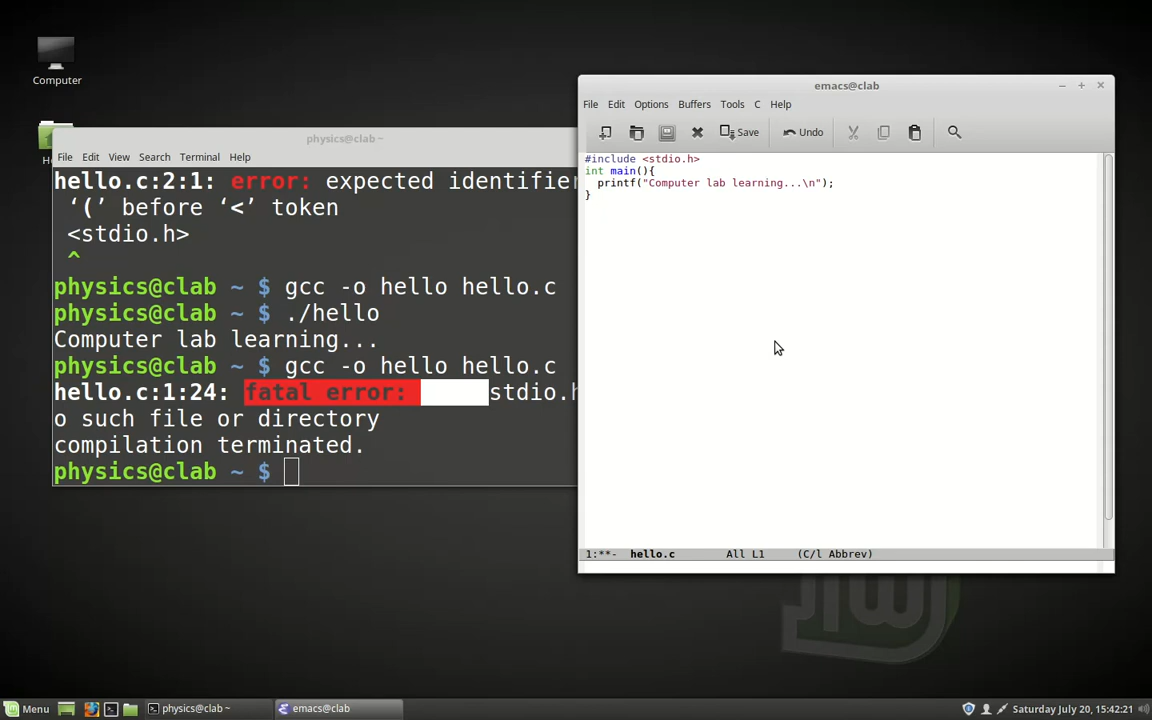 Computer
physics@clab ~
File Edit View Search Terminal Help
hello.c:2:1: error: expected identifier
‘(’ before ‘<’ token
<stdio.h>
^
physics@clab ~ $ gcc -o hello hello.c
physics@clab ~ $ ./hello
Computer lab learning...
physics@clab ~ $ gcc -o hello hello.c
hello.c:1:24: fatal error: stdio.h
o such file or directory
compilation terminated.
physics@clab ~ $
emacs@clab
File Edit Options Buffers Tools C Help
Save Undo
#include <stdio.h>
int main(){
  printf("Computer lab learning...\n");
}
1:**- hello.c All L1 (C/l Abbrev)
Menu physics@clab ~ emacs@clab Saturday July 20, 15:42:21